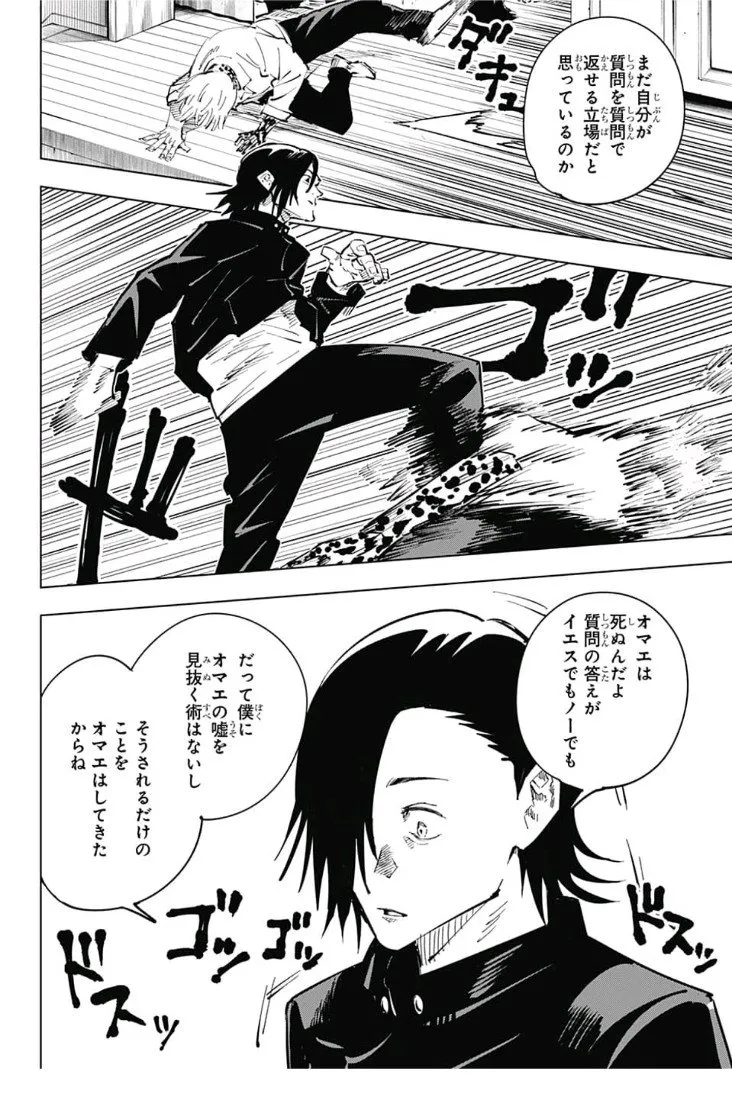 まだ自分が
質問を質問で
返せる立場だと
思っているのか
ダキュ
ゴッ
ドッ
オマエは
死ぬんだよ
質問の答えが
イエスでもノーでも
だって僕に
オマエの嘘を
見抜く術はないし
そうされるだけの
ことを
オマエはしてきた
からね
ドスッ
ゴッ
ゴッ
ドスッ